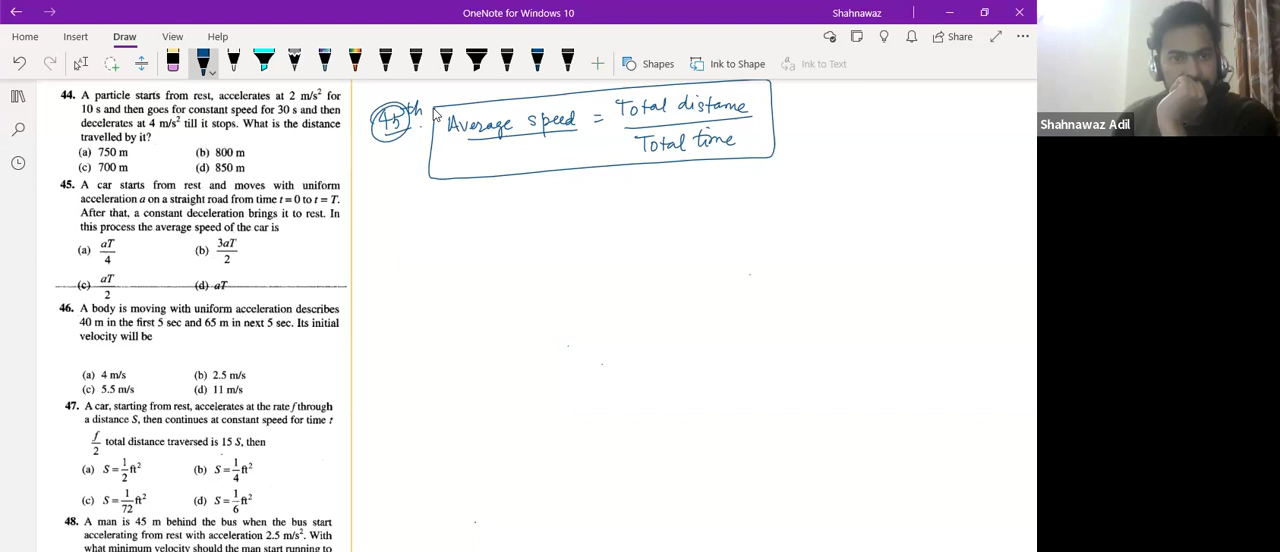 OneNote for Windows 10
Shahnawaz
Home Insert Draw View Help
Share
Shapes
Ink to Shape
Ink to Text
44. A particle starts from rest, accelerates at 2 m/s² for
10 s and then goes for constant speed for 30 s and then
decelerates at 4 m/s² till it stops. What is the distance
travelled by it?
(a) 750 m (b) 800 m
(c) 700 m (d) 850 m
45. A car starts from rest and moves with uniform
acceleration a on a straight road from time t = 0 to t = T.
After that, a constant deceleration brings it to rest. In
this process the average speed of the car is
(a) aT/4 (b) 3aT/2
(c) aT/2 (d) aT
46. A body is moving with uniform acceleration describes
40 m in the first 5 sec and 65 m in next 5 sec. Its initial
velocity will be
(a) 4 m/s (b) 2.5 m/s
(c) 5.5 m/s (d) 11 m/s
47. A car, starting from rest, accelerates at the rate f through
a distance S, then continues at constant speed for time t
f/2 total distance traversed is 15 S, then
(a) S = 1/2 ft² (b) S = 1/4 ft²
(c) S = 1/72 ft² (d) S = 1/6 ft²
48. A man is 45 m behind the bus when the bus start
accelerating from rest with acceleration 2.5 m/s². With
what minimum velocity should the man start running to
45th.
Average speed = Total distance / Total time
Shahnawaz Adil